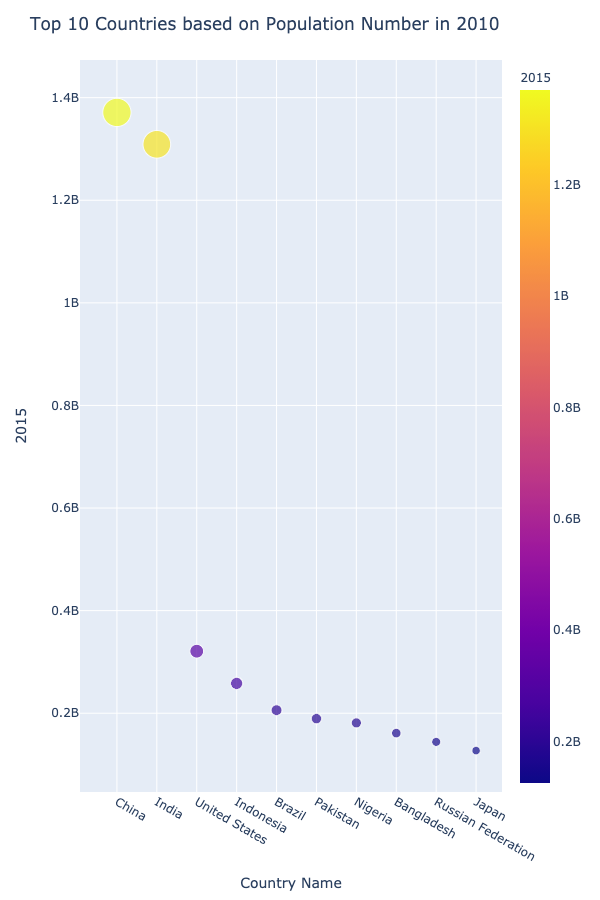 Top 10 Countries based on Population Number in 2010
2015
1.4B
1.2B
1B
0.8B
0.6B
0.4B
0.2B
2015
1.2B
1B
0.8B
0.6B
0.4B
0.2B
China
India
United States
Indonesia
Brazil
Pakistan
Nigeria
Bangladesh
Russian Federation
Japan
Country Name